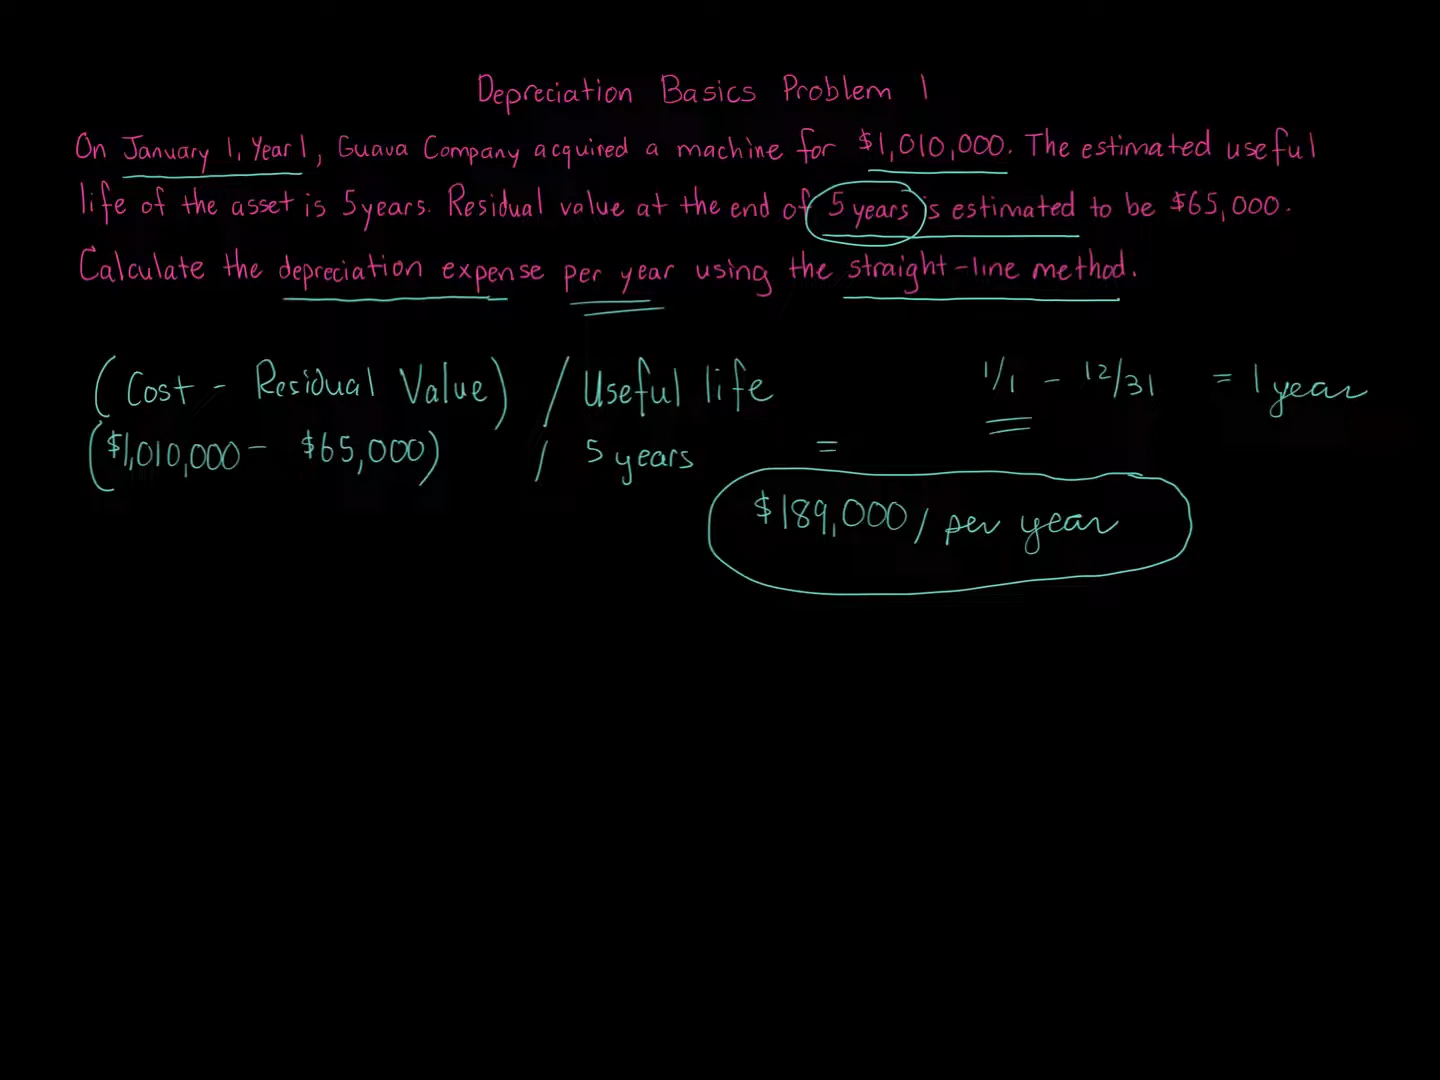 Depreciation Basics Problem 1
On January 1, Year 1, Guava Company acquired a machine for $1,010,000. The estimated useful
life of the asset is 5 years. Residual value at the end of 5 years is estimated to be $65,000.
Calculate the depreciation expense per year using the straight-line method.
(Cost - Residual Value) / Useful life 1/1 - 12/31 = 1 year
($1,010,000 - $65,000) / 5 years =
$189,000 / per year